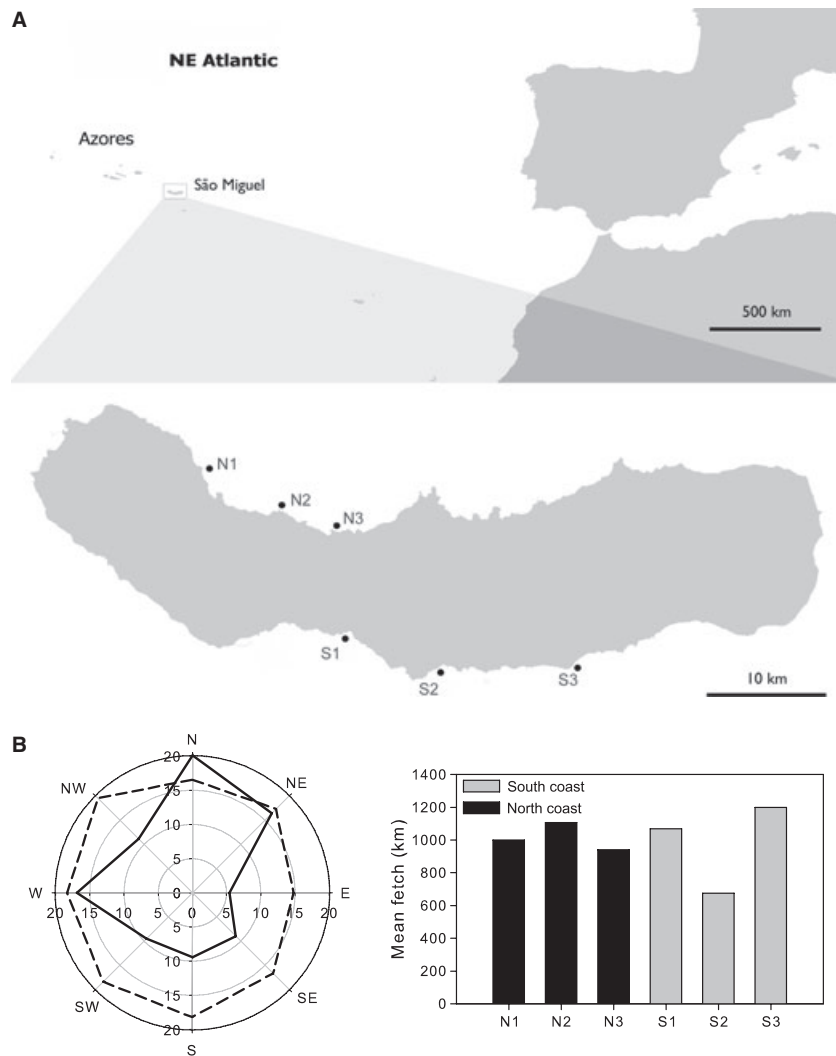 A
NE Atlantic
Azores
São Miguel
500 km
N1
N2
N3
S1
S2
S3
10 km
B
N
20
NW
NE
15
10
5
W
0
E
20 15 10 5 0 5 10 15 20
5
10
15
SW
SE
20
S
1400
1200
1000
800
600
400
200
0
Mean fetch (km)
South coast
North coast
N1 N2 N3 S1 S2 S3